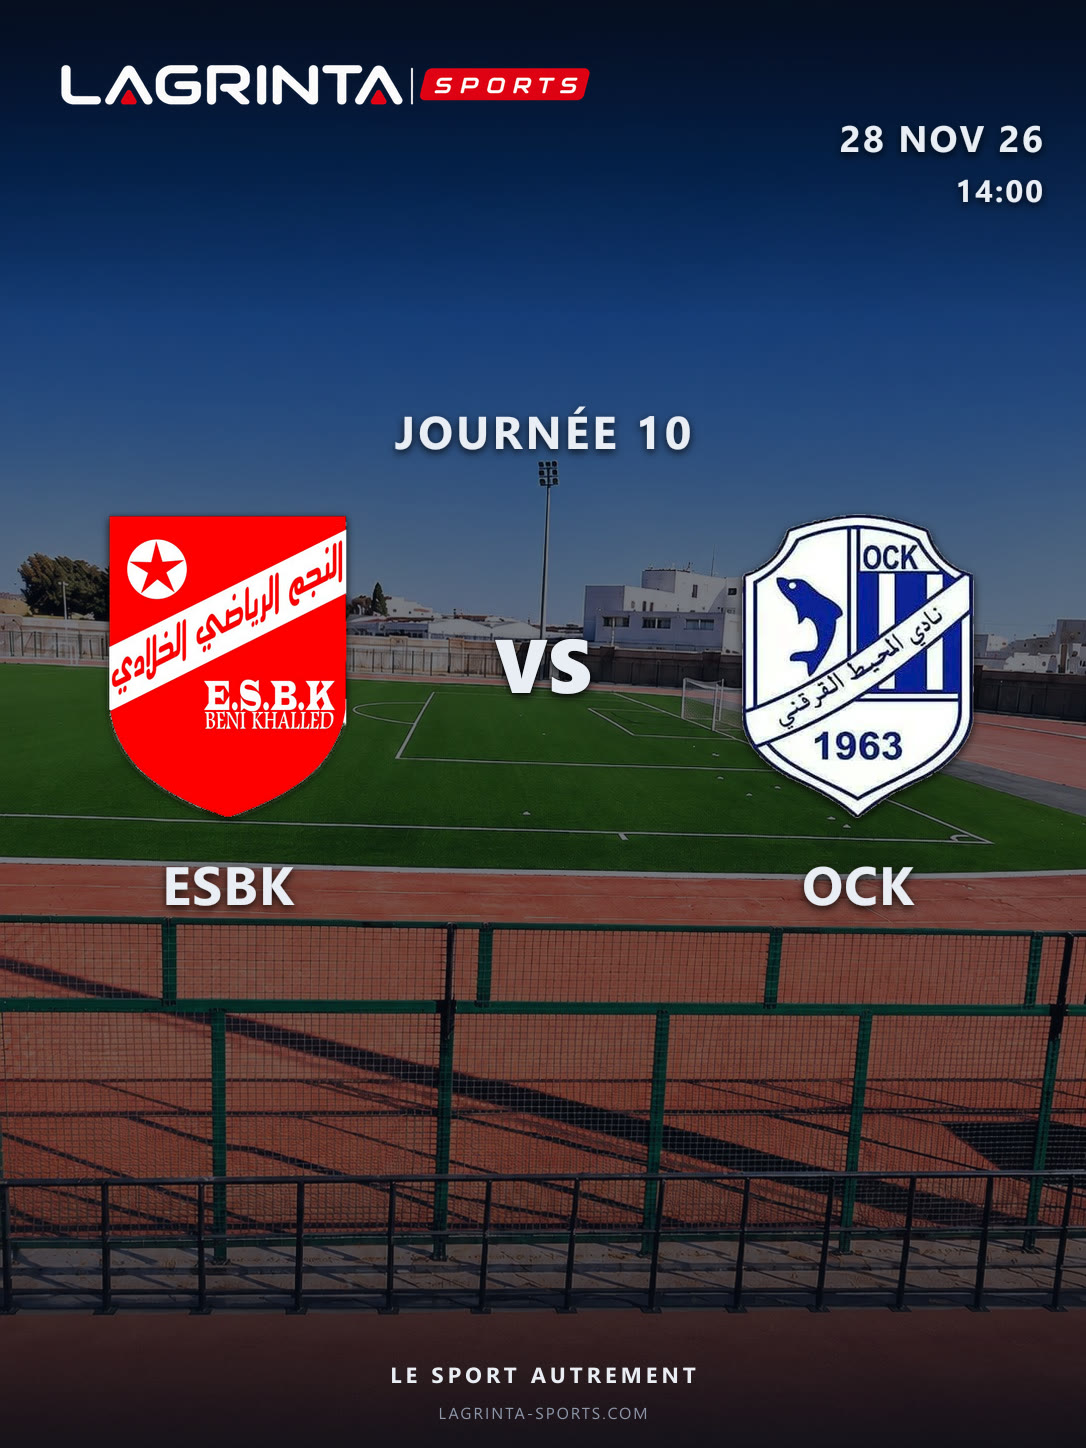 LAGRINTA | SPORTS
28 NOV 26
14:00
JOURNÉE 10
النجم الرياضي الخلادي
E.S.B.K
BENI KHALLED
VS
OCK
نادي المحيط القرقني
1963
ESBK
OCK
LE SPORT AUTREMENT
LAGRINTA-SPORTS.COM